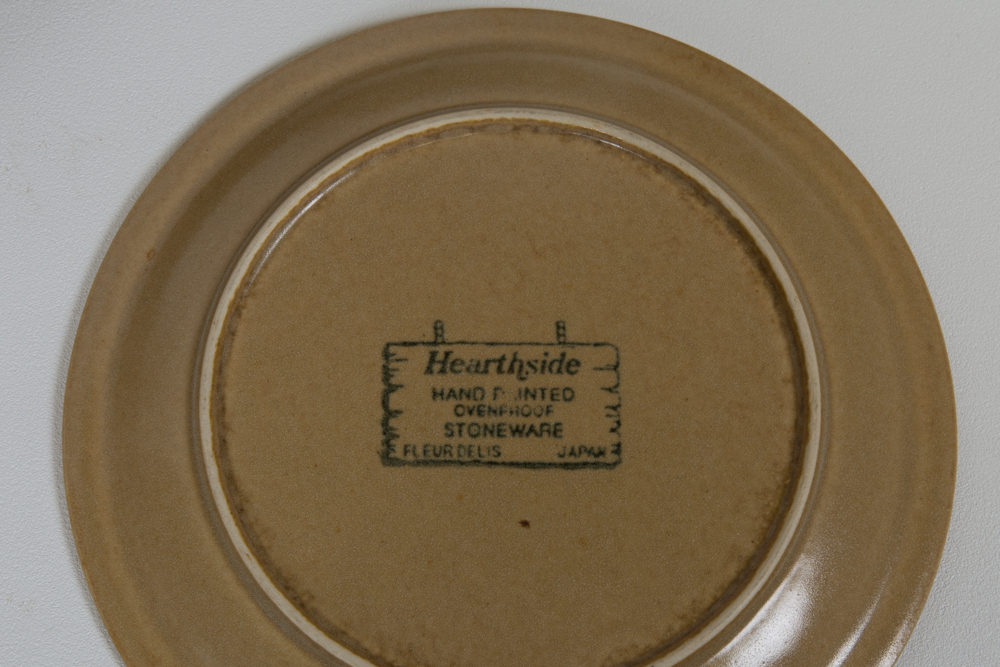 Hearthside
HAND PAINTED
OVENPROOF
STONEWARE
FLEUR DE LIS JAPAN